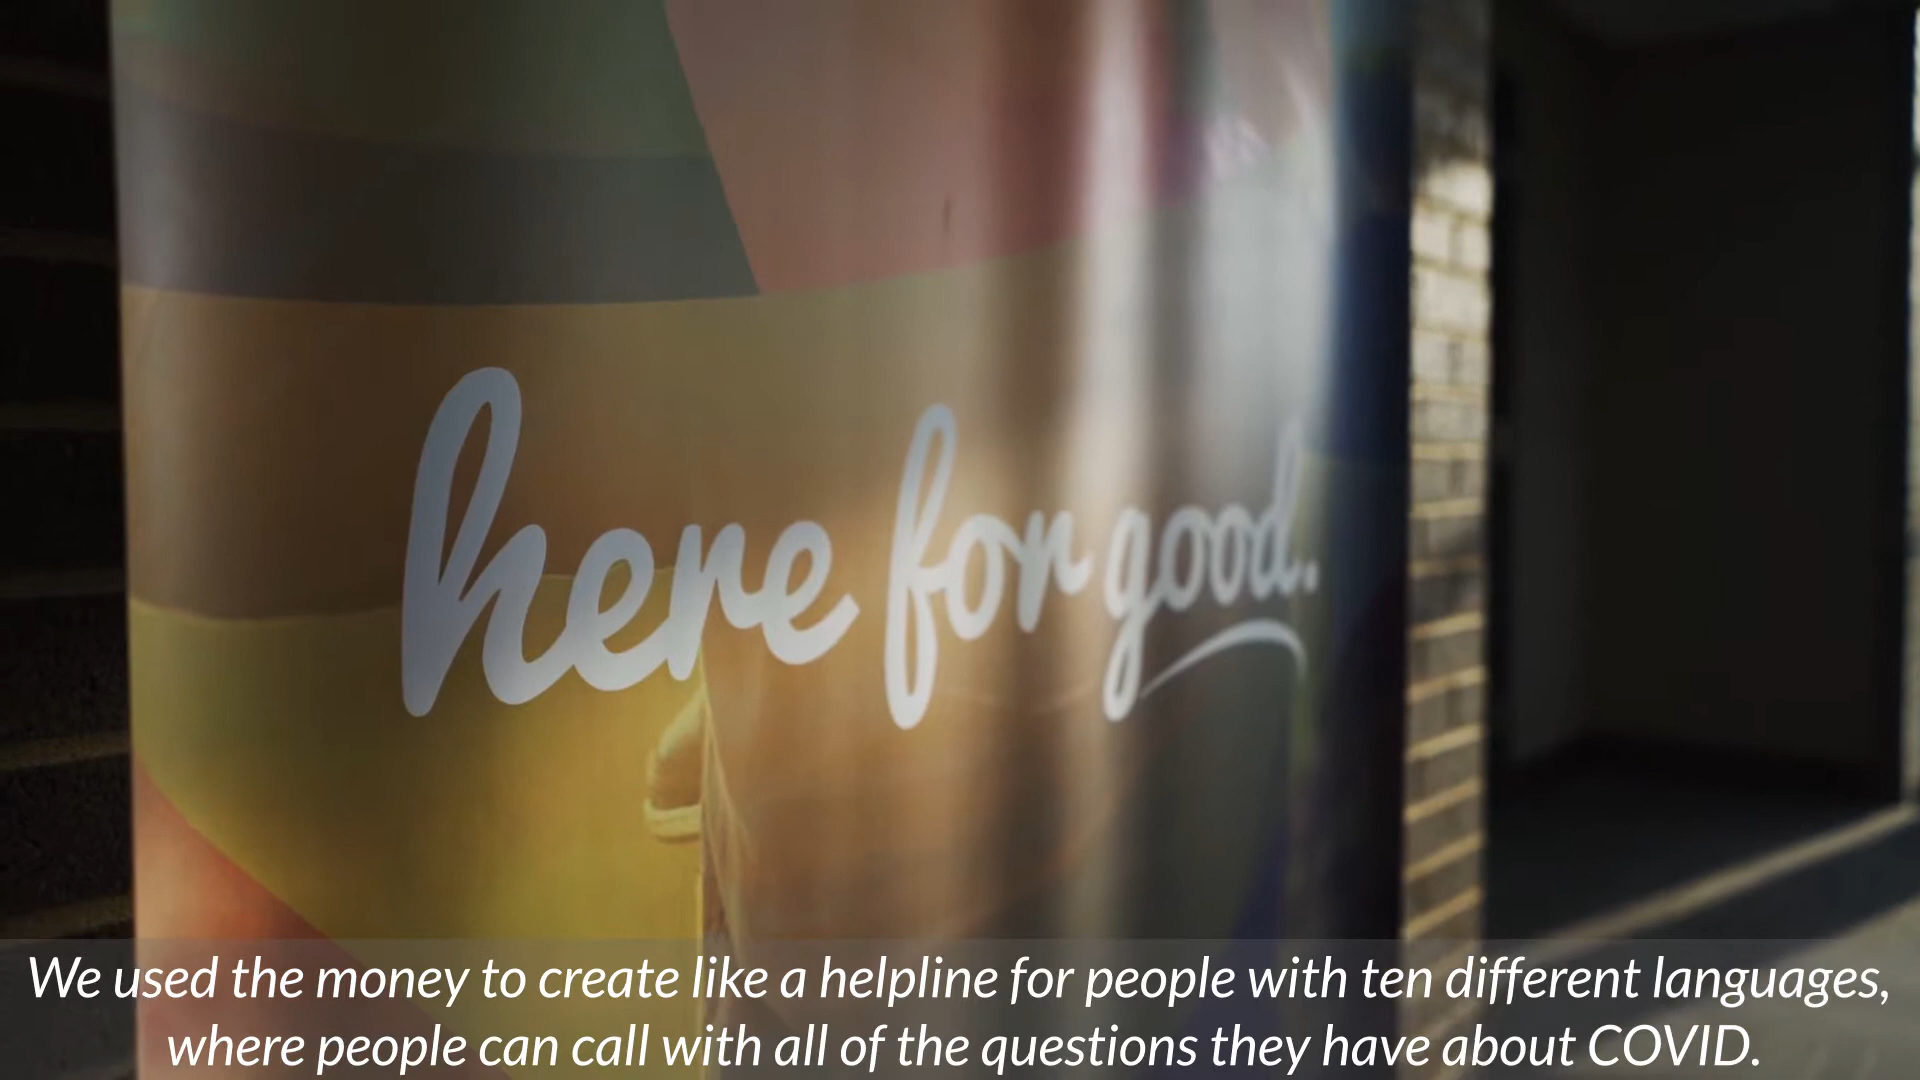 here for good.
We used the money to create like a helpline for people with ten different languages,
where people can call with all of the questions they have about COVID.